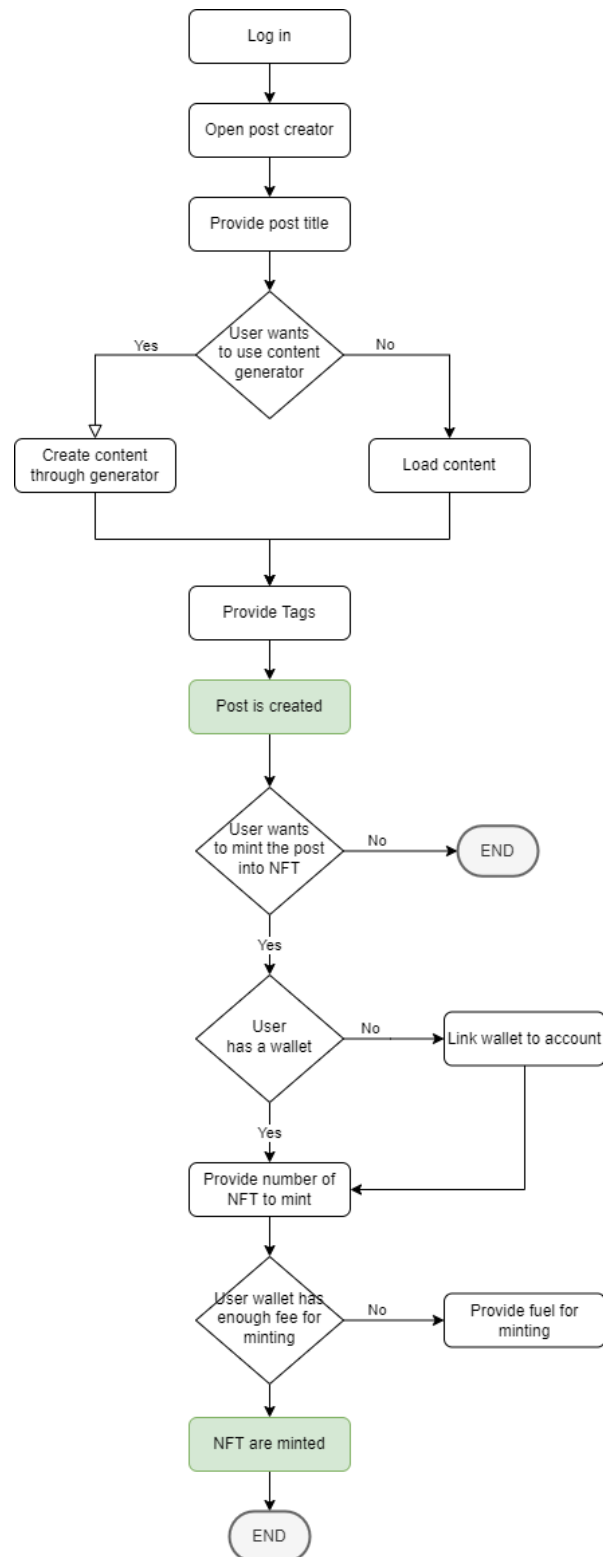 Log in
Open post creator
Provide post title
User wants
to use content
generator
Yes
No
Create content
through generator
Load content
Provide Tags
Post is created
User wants
to mint the post
into NFT
No
END
Yes
User
has a wallet
No
Link wallet to account
Yes
Provide number of
NFT to mint
User wallet has
enough fee for
minting
No
Provide fuel for
minting
NFT are minted
END